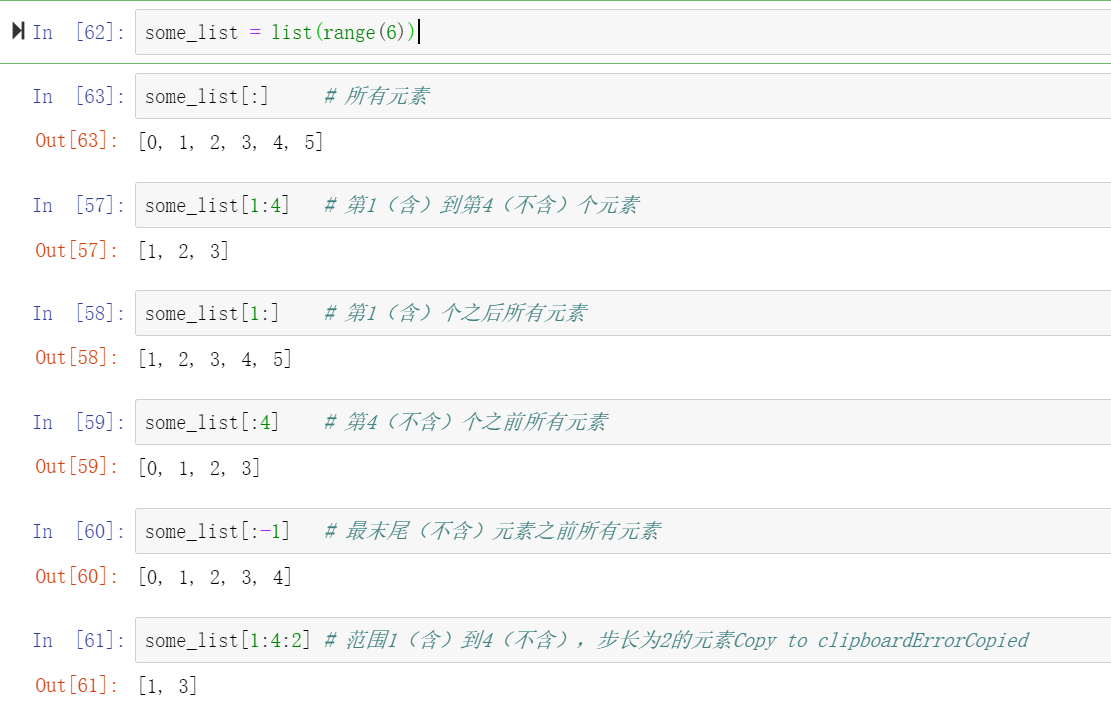 In [62]: some_list = list(range(6))
In [63]: some_list[:] # 所有元素
Out[63]: [0, 1, 2, 3, 4, 5]
In [57]: some_list[1:4] # 第1（含）到第4（不含）个元素
Out[57]: [1, 2, 3]
In [58]: some_list[1:] # 第1（含）个之后所有元素
Out[58]: [1, 2, 3, 4, 5]
In [59]: some_list[:4] # 第4（不含）个之前所有元素
Out[59]: [0, 1, 2, 3]
In [60]: some_list[:-1] # 最末尾（不含）元素之前所有元素
Out[60]: [0, 1, 2, 3, 4]
In [61]: some_list[1:4:2] # 范围1（含）到4（不含），步长为2的元素Copy to clipboardErrorCopied
Out[61]: [1, 3]